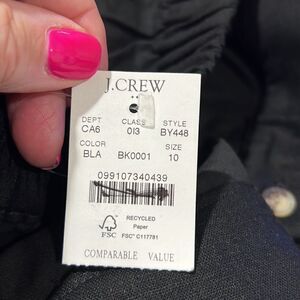 J.CREW
DEPT CLASS STYLE
CA6 0I3 BY448
COLOR SIZE
BLA BK0001 10
099107340439
RECYCLED
Paper
FSC FSC® C117781
COMPARABLE VALUE